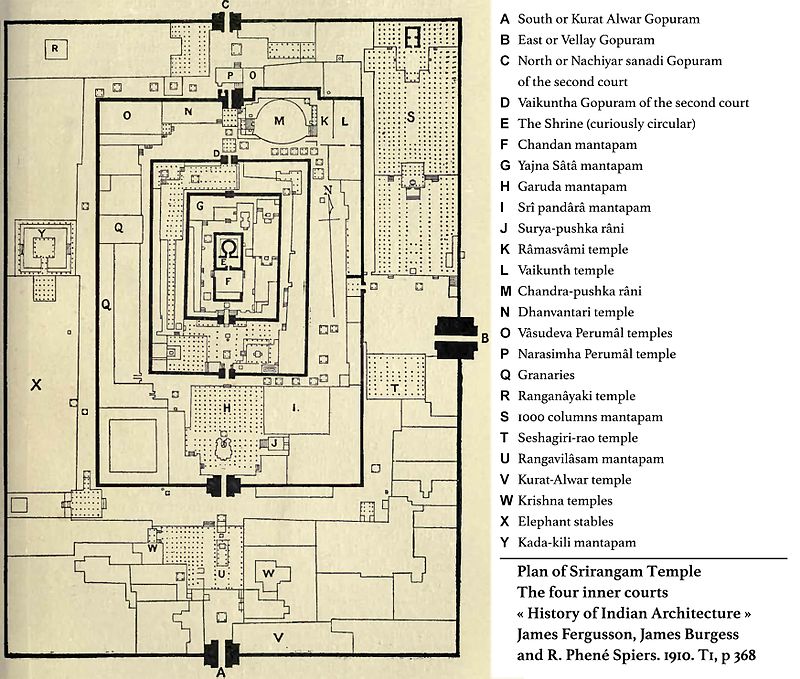 C
R
P O
O N M K L S
D
N
G
Q
Y
E
F
Q
B
X
T
H I.
J
W
U W
V
A
A South or Kurat Alwar Gopuram
B East or Vellay Gopuram
C North or Nachiyar sanadi Gopuram
of the second court
D Vaikuntha Gopuram of the second court
E The Shrine (curiously circular)
F Chandan mantapam
G Yajna Sâtâ mantapam
H Garuda mantapam
I Srî pandârâ mantapam
J Surya-pushka râni
K Râmasvâmi temple
L Vaikunth temple
M Chandra-pushka râni
N Dhanvantari temple
O Vâsudeva Perumâl temples
P Narasimha Perumâl temple
Q Granaries
R Ranganâyaki temple
S 1000 columns mantapam
T Seshagiri-rao temple
U Rangavilâsam mantapam
V Kurat-Alwar temple
W Krishna temples
X Elephant stables
Y Kada-kili mantapam
Plan of Srirangam Temple
The four inner courts
« History of Indian Architecture »
James Fergusson, James Burgess
and R. Phené Spiers. 1910. T1, p 368